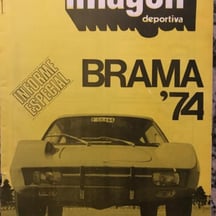 imagen
deportiva
INFORME
ESPECIAL
BRAMA
'74